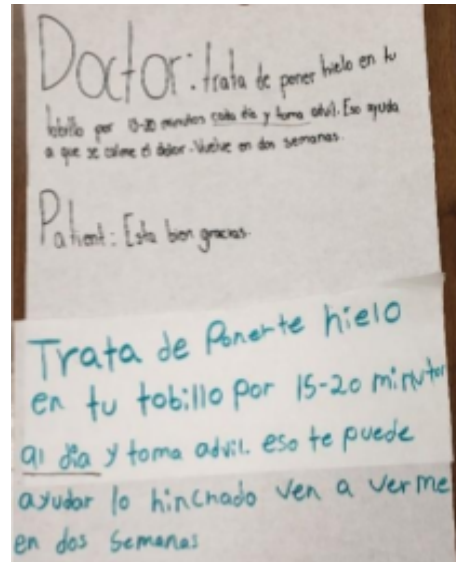 Doctor: trata de poner hielo en tu
tobillo por 15-20 minutos cada día y toma advil. Eso ayuda
a que se calme el dolor. Vuelve en dos semanas.
Patient: Esta bien gracias.
Trata de Ponerte hielo
en tu tobillo por 15-20 minutos
al dia y toma advil. eso te puede
ayudar lo hinchado ven a verme
en dos semanas